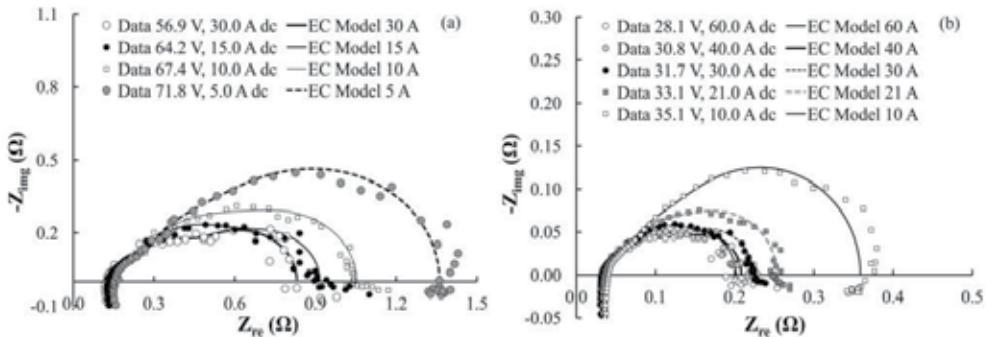 (a)
Data 56.9 V, 30.0 A dc EC Model 30 A
Data 64.2 V, 15.0 A dc EC Model 15 A
Data 67.4 V, 10.0 A dc EC Model 10 A
Data 71.8 V, 5.0 A dc EC Model 5 A
-Z_img (Ω)
1.1
0.8
0.5
0.2
-0.1
0.0
0.3
0.6
0.9
1.2
1.5
Z_re (Ω)
(b)
Data 28.1 V, 60.0 A dc EC Model 60 A
Data 30.8 V, 40.0 A dc EC Model 40 A
Data 31.7 V, 30.0 A dc EC Model 30 A
Data 33.1 V, 21.0 A dc EC Model 21 A
Data 35.1 V, 10.0 A dc EC Model 10 A
-Z_img (Ω)
0.30
0.25
0.20
0.15
0.10
0.05
0.00
-0.05
0.0
0.1
0.2
0.3
0.4
0.5
Z_re (Ω)